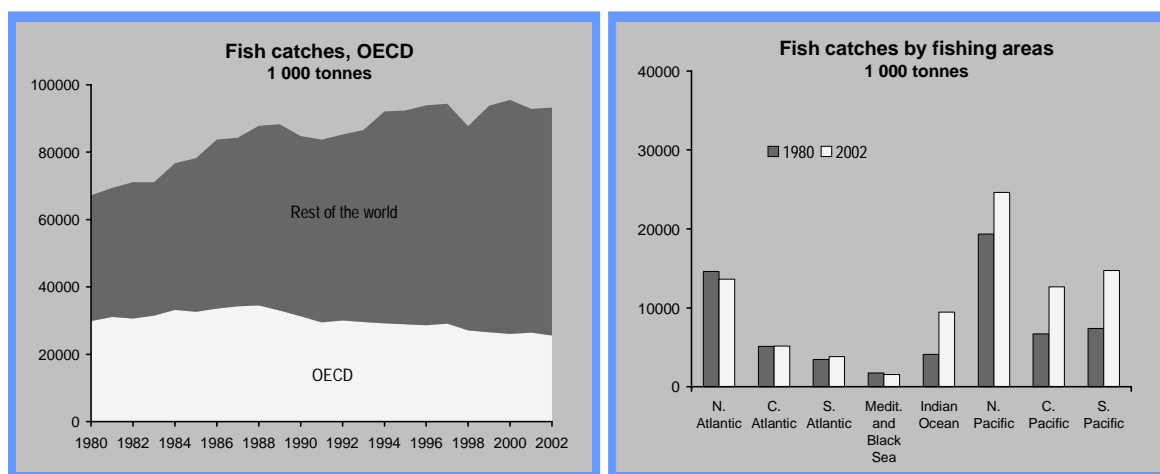 Fish catches, OECD
1 000 tonnes
100000
80000
60000
40000
20000
0
Rest of the world
OECD
1980 1982 1984 1986 1988 1990 1992 1994 1996 1998 2000 2002
Fish catches by fishing areas
1 000 tonnes
40000
30000
20000
10000
0
1980 2002
N.
Atlantic
C.
Atlantic
S.
Atlantic
Medit.
and
Black
Sea
Indian
Ocean
N.
Pacific
C.
Pacific
S.
Pacific